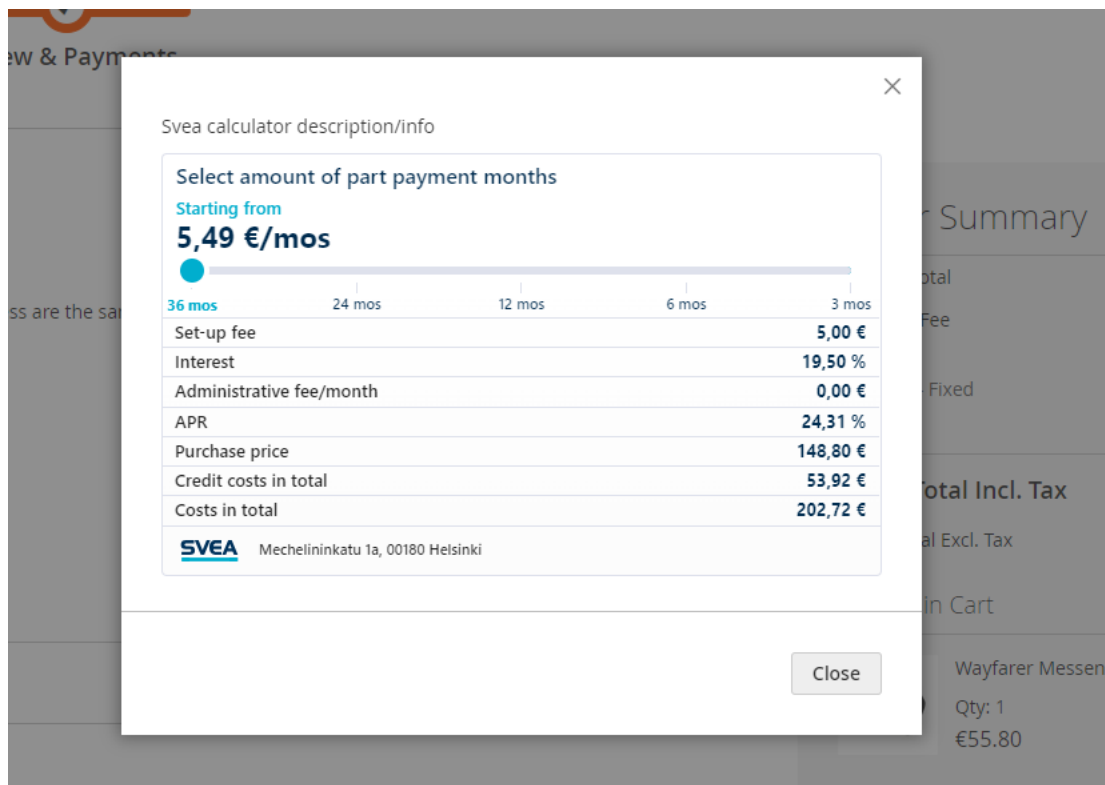 ew & Payments
Svea calculator description/info
Select amount of part payment months
Starting from
5,49 €/mos
36 mos 24 mos 12 mos 6 mos 3 mos
Set-up fee 5,00 €
Interest 19,50 %
Administrative fee/month 0,00 €
APR 24,31 %
Purchase price 148,80 €
Credit costs in total 53,92 €
Costs in total 202,72 €
SVEA Mechelininkatu 1a, 00180 Helsinki
Close
ss are the sa
r Summary
otal
Fee
Fixed
otal Incl. Tax
al Excl. Tax
in Cart
Wayfarer Messen
Qty: 1
€55.80